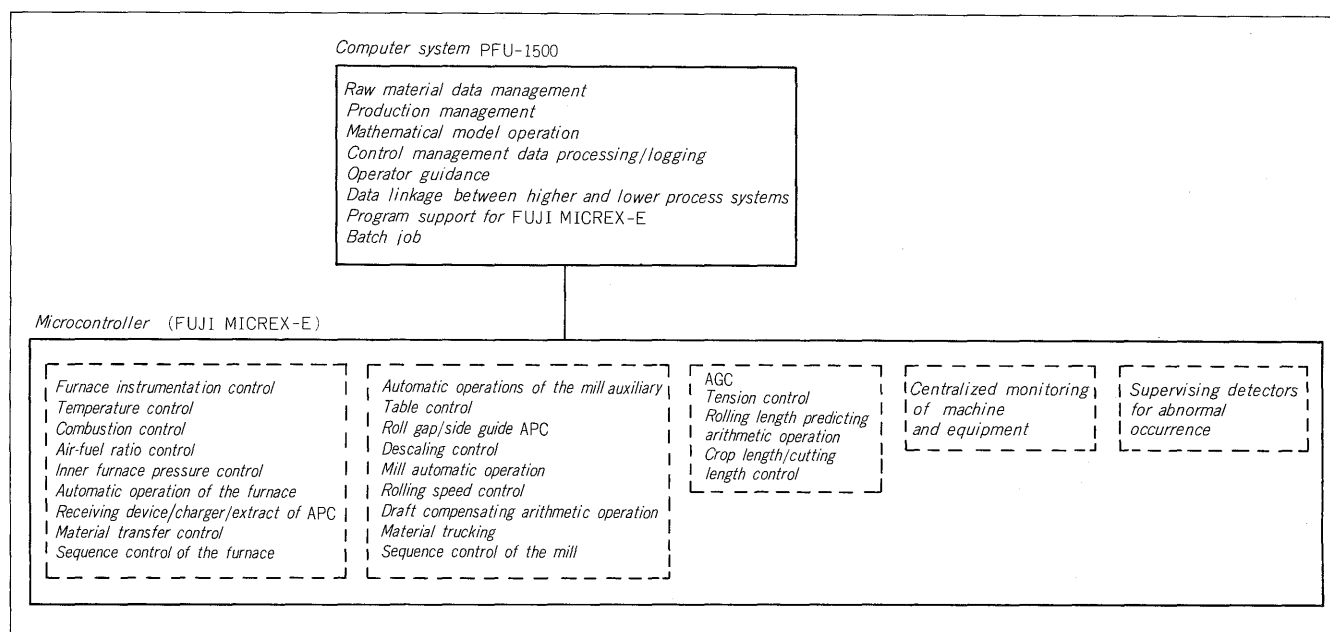 Computer system PFU-1500
Raw material data management
Production management
Mathematical model operation
Control management data processing/logging
Operator guidance
Data linkage between higher and lower process systems
Program support for FUJI MICREX-E
Batch job
Microcontroller (FUJI MICREX-E)
Furnace instrumentation control
Temperature control
Combustion control
Air-fuel ratio control
Inner furnace pressure control
Automatic operation of the furnace
Receiving device/charger/extract of APC
Material transfer control
Sequence control of the furnace
Automatic operations of the mill auxiliary
Table control
Roll gap/side guide APC
Descaling control
Mill automatic operation
Rolling speed control
Draft compensating arithmetic operation
Material trucking
Sequence control of the mill
AGC
Tension control
Rolling length predicting
arithmetic operation
Crop length/cutting
length control
Centralized monitoring
of machine
and equipment
Supervising detectors
for abnormal
occurrence